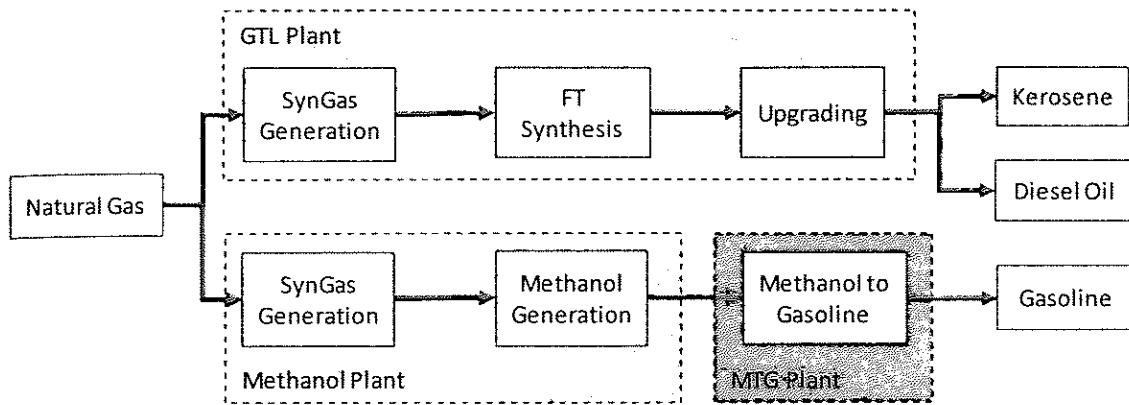 GTL Plant
SynGas
Generation
FT
Synthesis
Upgrading
Kerosene
Diesel Oil
Natural Gas
SynGas
Generation
Methanol
Generation
Methanol to
Gasoline
Gasoline
Methanol Plant
MTG Plant